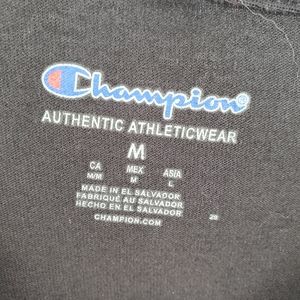 Champion®
AUTHENTIC ATHLETICWEAR
M
CA MEX ASIA
M/M M L
MADE IN EL SALVADOR
FABRIQUÉ AU SALVADOR
HECHO EN EL SALVADOR
CHAMPION.COM